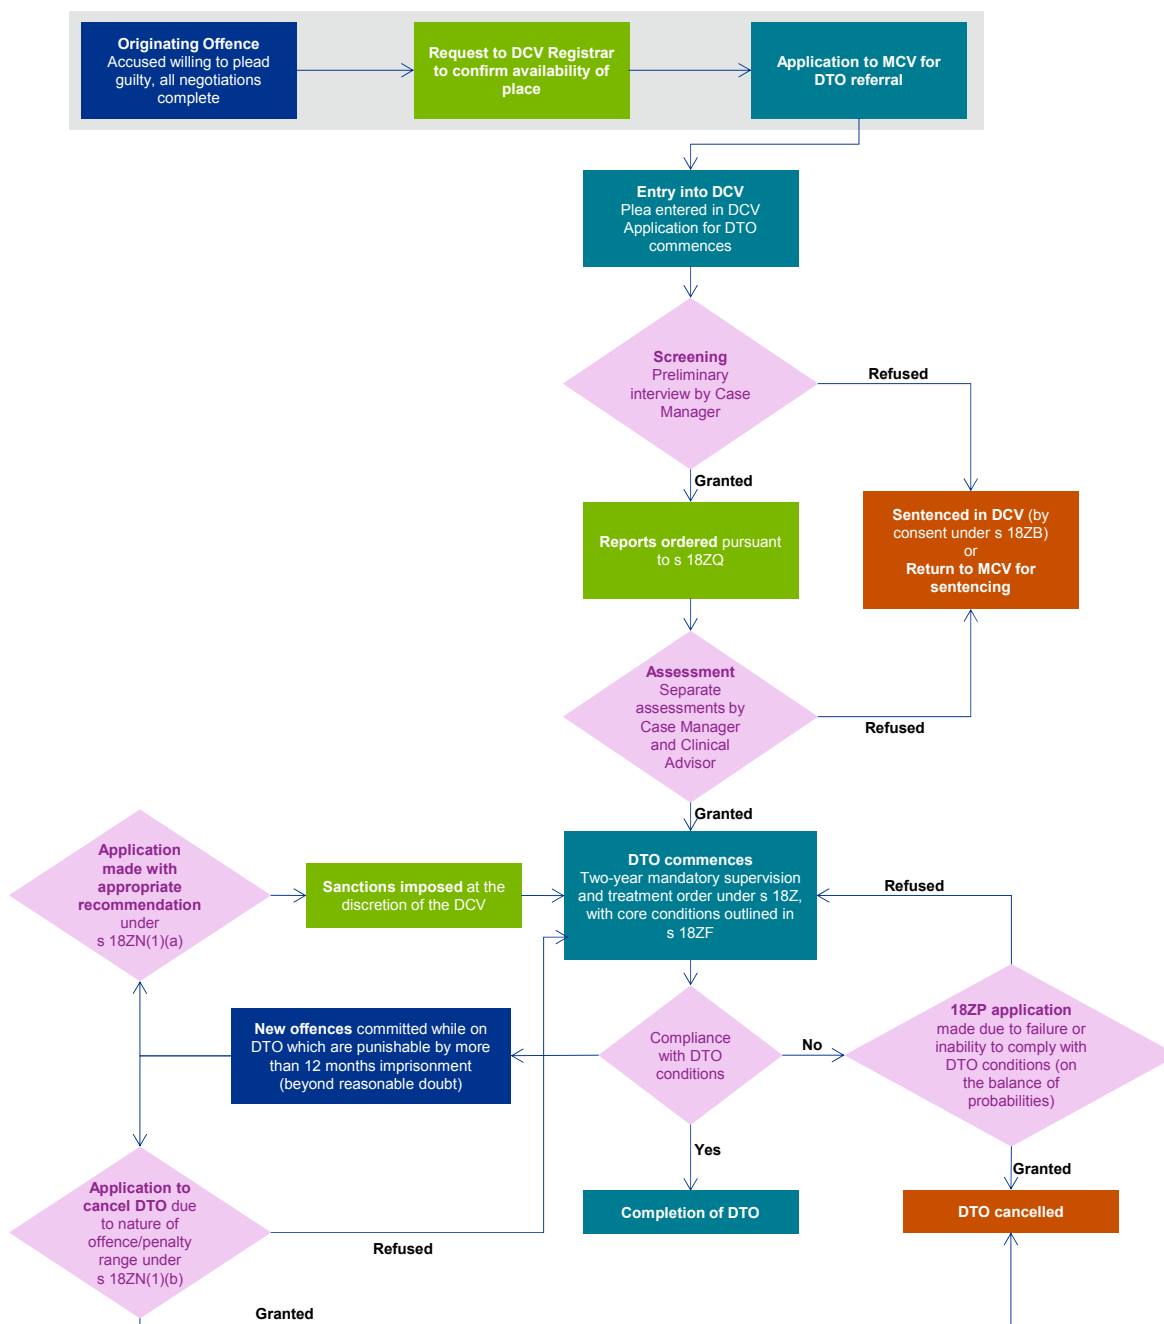 Originating Offence
Accused willing to plead
guilty, all negotiations
complete
Request to DCV Registrar
to confirm availability of
place
Application to MCV for
DTO referral
Entry into DCV
Plea entered in DCV
Application for DTO
commences
Screening
Preliminary
interview by Case
Manager
Refused
Granted
Reports ordered pursuant
to s 18ZQ
Sentenced in DCV (by
consent under s 18ZB)
or
Return to MCV for
sentencing
Assessment
Separate
assessments by
Case Manager
and Clinical
Advisor
Refused
Granted
Application
made with
appropriate
recommendation
under
s 18ZN(1)(a)
Sanctions imposed at the
discretion of the DCV
DTO commences
Two-year mandatory supervision
and treatment order under s 18Z,
with core conditions outlined in
s 18ZF
Refused
New offences committed while on
DTO which are punishable by more
than 12 months imprisonment
(beyond reasonable doubt)
Compliance
with DTO
conditions
No
18ZP application
made due to failure or
inability to comply with
DTO conditions (on
the balance of
probabilities)
Yes
Granted
Application to
cancel DTO due
to nature of
offence/penalty
range under
s 18ZN(1)(b)
Refused
Completion of DTO
DTO cancelled
Granted